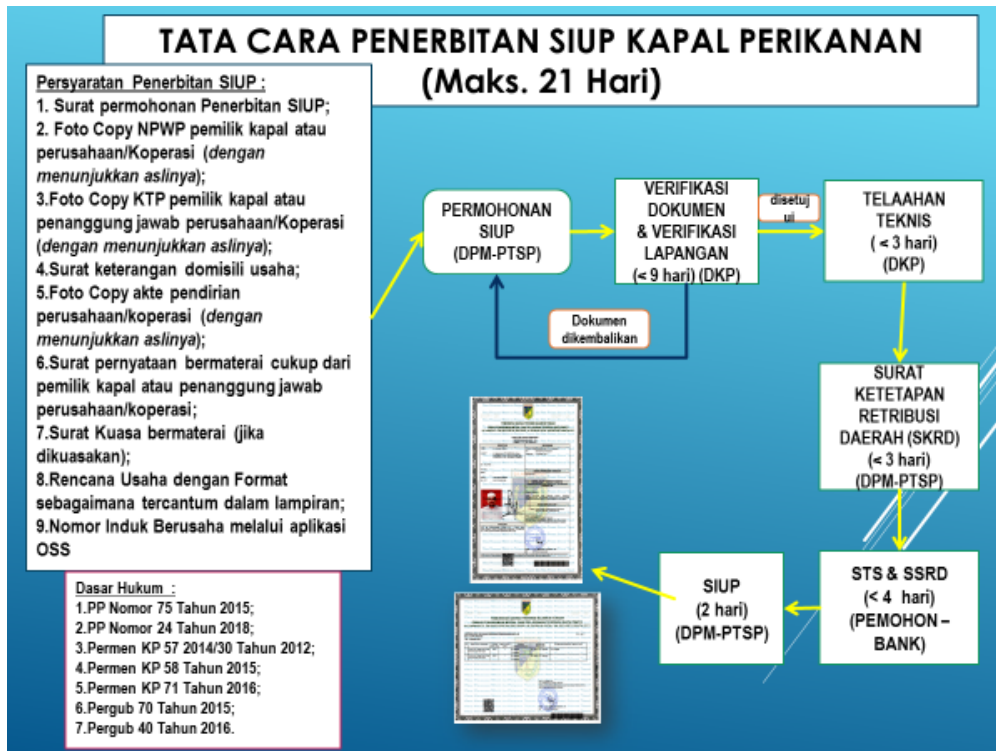 TATA CARA PENERBITAN SIUP KAPAL PERIKANAN
(Maks. 21 Hari)
Persyaratan Penerbitan SIUP :
1. Surat permohonan Penerbitan SIUP;
2. Foto Copy NPWP pemilik kapal atau
perusahaan/Koperasi (dengan
menunjukkan aslinya);
3.Foto Copy KTP pemilik kapal atau
penanggung jawab perusahaan/Koperasi
(dengan menunjukkan aslinya);
4.Surat keterangan domisili usaha;
5.Foto Copy akte pendirian
perusahaan/koperasi (dengan
menunjukkan aslinya);
6.Surat pernyataan bermaterai cukup dari
pemilik kapal atau penanggung jawab
perusahaan/koperasi;
7.Surat Kuasa bermaterai (jika
dikuasakan);
8.Rencana Usaha dengan Format
sebagaimana tercantum dalam lampiran;
9.Nomor Induk Berusaha melalui aplikasi
OSS
Dasar Hukum :
1.PP Nomor 75 Tahun 2015;
2.PP Nomor 24 Tahun 2018;
3.Permen KP 57 2014/30 Tahun 2012;
4.Permen KP 58 Tahun 2015;
5.Permen KP 71 Tahun 2016;
6.Pergub 70 Tahun 2015;
7.Pergub 40 Tahun 2016.
PERMOHONAN
SIUP
(DPM-PTSP)
VERIFIKASI
DOKUMEN
& VERIFIKASI
LAPANGAN
(< 9 hari) (DKP)
disetuj
ui
TELAAHAN
TEKNIS
(< 3 hari)
(DKP)
Dokumen
dikembalikan
SURAT
KETETAPAN
RETRIBUSI
DAERAH (SKRD)
(< 3 hari)
(DPM-PTSP)
STS & SSRD
(< 4 hari)
(PEMOHON –
BANK)
SIUP
(2 hari)
(DPM-PTSP)